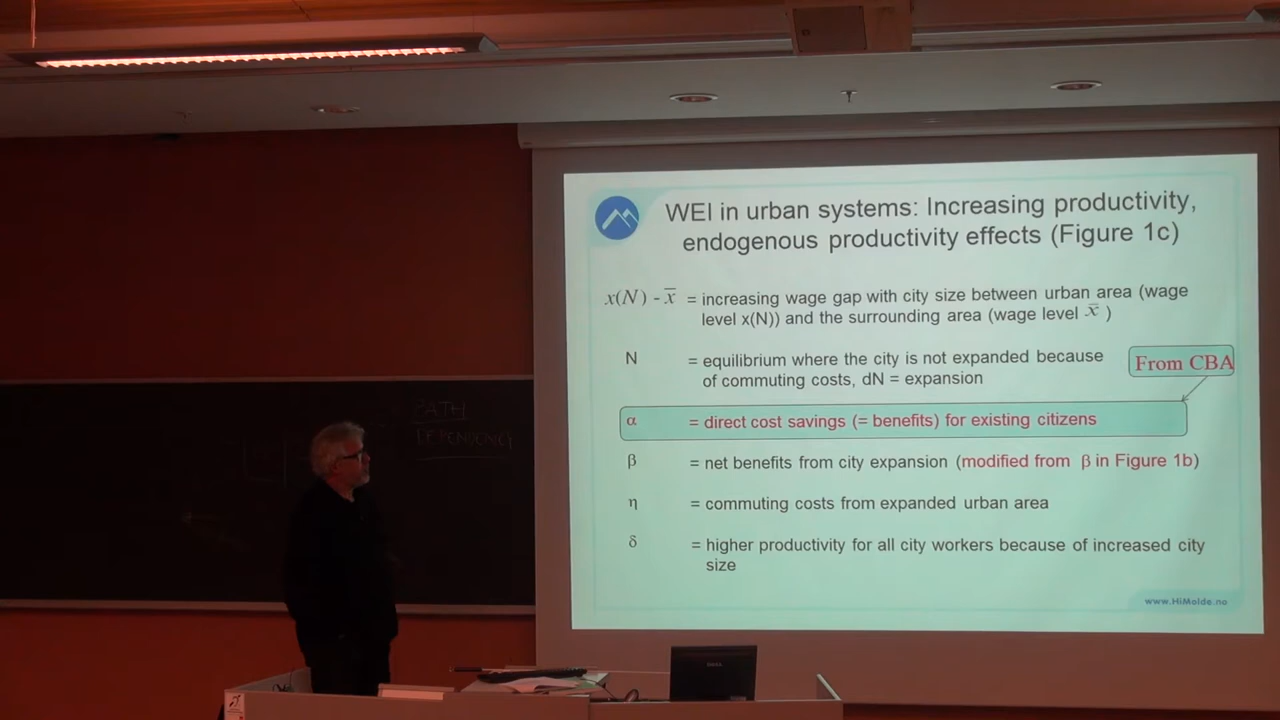 WEI in urban systems: Increasing productivity,
endogenous productivity effects (Figure 1c)
x(N) - x̅ = increasing wage gap with city size between urban area (wage
level x(N)) and the surrounding area (wage level x̅ )
N = equilibrium where the city is not expanded because
of commuting costs, dN = expansion
From CBA
α = direct cost savings (= benefits) for existing citizens
β = net benefits from city expansion (modified from β in Figure 1b)
η = commuting costs from expanded urban area
δ = higher productivity for all city workers because of increased city
size
www.HiMolde.no
PATH
DEPENDENCY
DELL